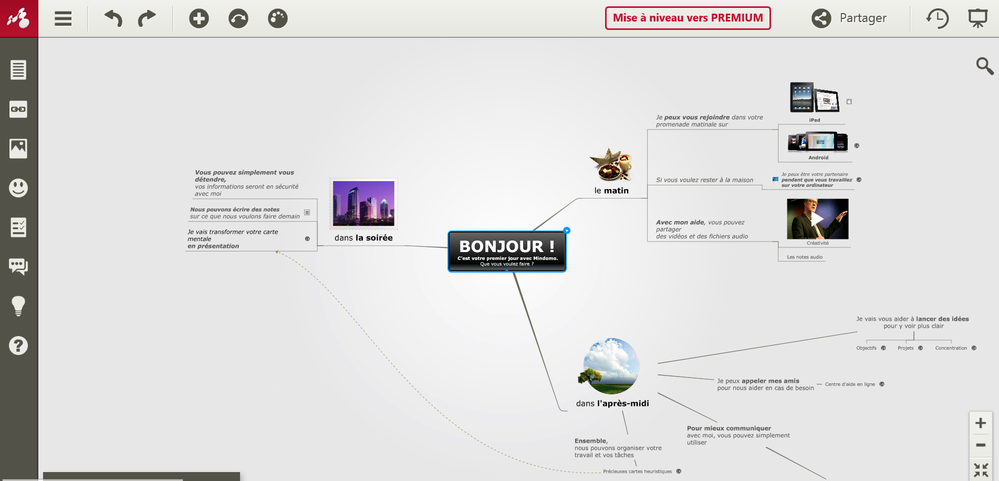 Mise à niveau vers PREMIUM
Partager
Vous pouvez simplement vous
détendre,
vos informations seront en sécurité
avec moi
Nous pouvons écrire des notes
sur ce que nous voulons faire demain
Je vais transformer votre carte
mentale
en présentation
dans la soirée
BONJOUR !
C'est votre premier jour avec Mindomo.
Que vous voulez faire ?
le matin
Je peux vous rejoindre dans votre
promenade matinale sur
iPad
Android
Si vous voulez rester à la maison
Je peux être votre partenaire
pendant que vous travaillez
sur votre ordinateur
Avec mon aide, vous pouvez
partager
des vidéos et des fichiers audio
Créativité
Les notes audio
dans l'après-midi
Je vais vous aider à lancer des idées
pour y voir plus clair
Objectifs
Projets
Concentration
Je peux appeler mes amis
pour nous aider en cas de besoin
Centre d'aide en ligne
Pour mieux communiquer
avec moi, vous pouvez simplement
utiliser
Ensemble,
nous pouvons organiser votre
travail et vos tâches
Précieuses cartes heuristiques